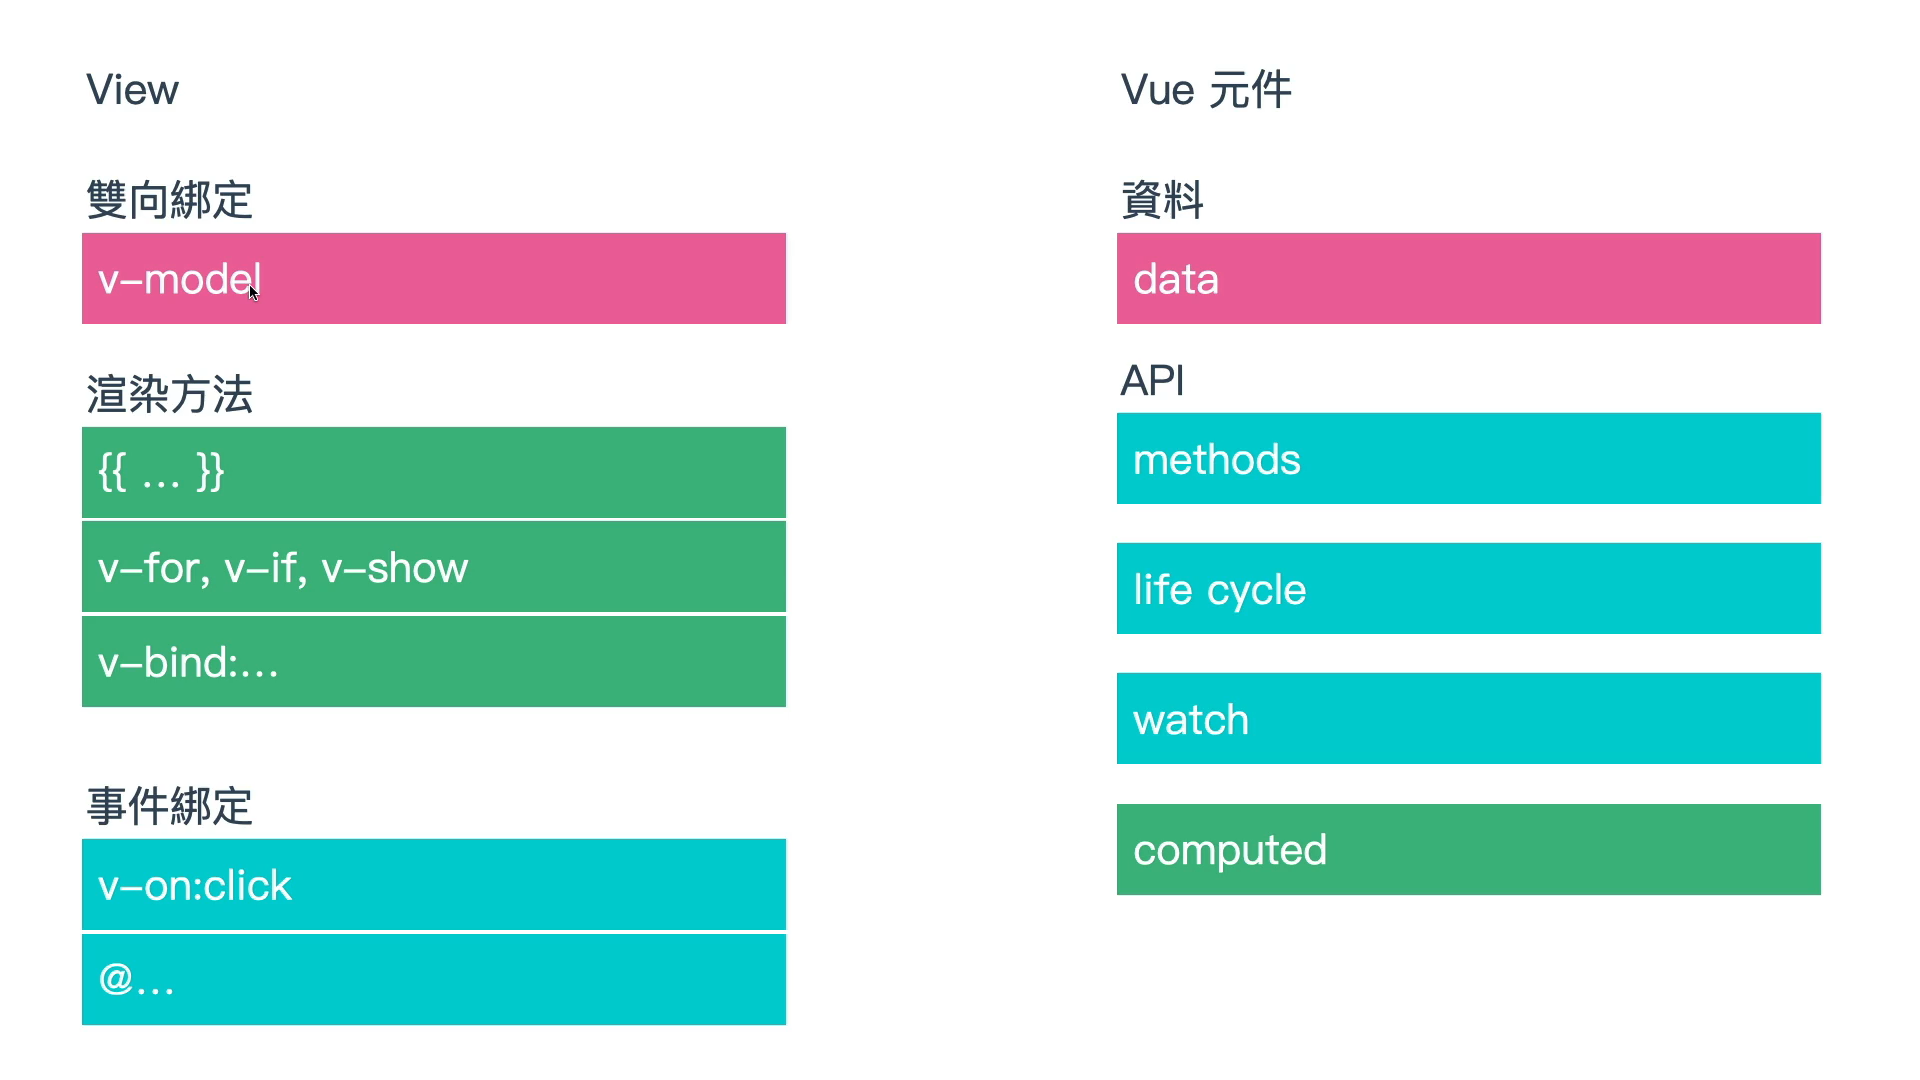 View
雙向綁定
v-model
渲染方法
{{ ... }}
v-for, v-if, v-show
v-bind:...
事件綁定
v-on:click
@...
Vue 元件
資料
data
API
methods
life cycle
watch
computed